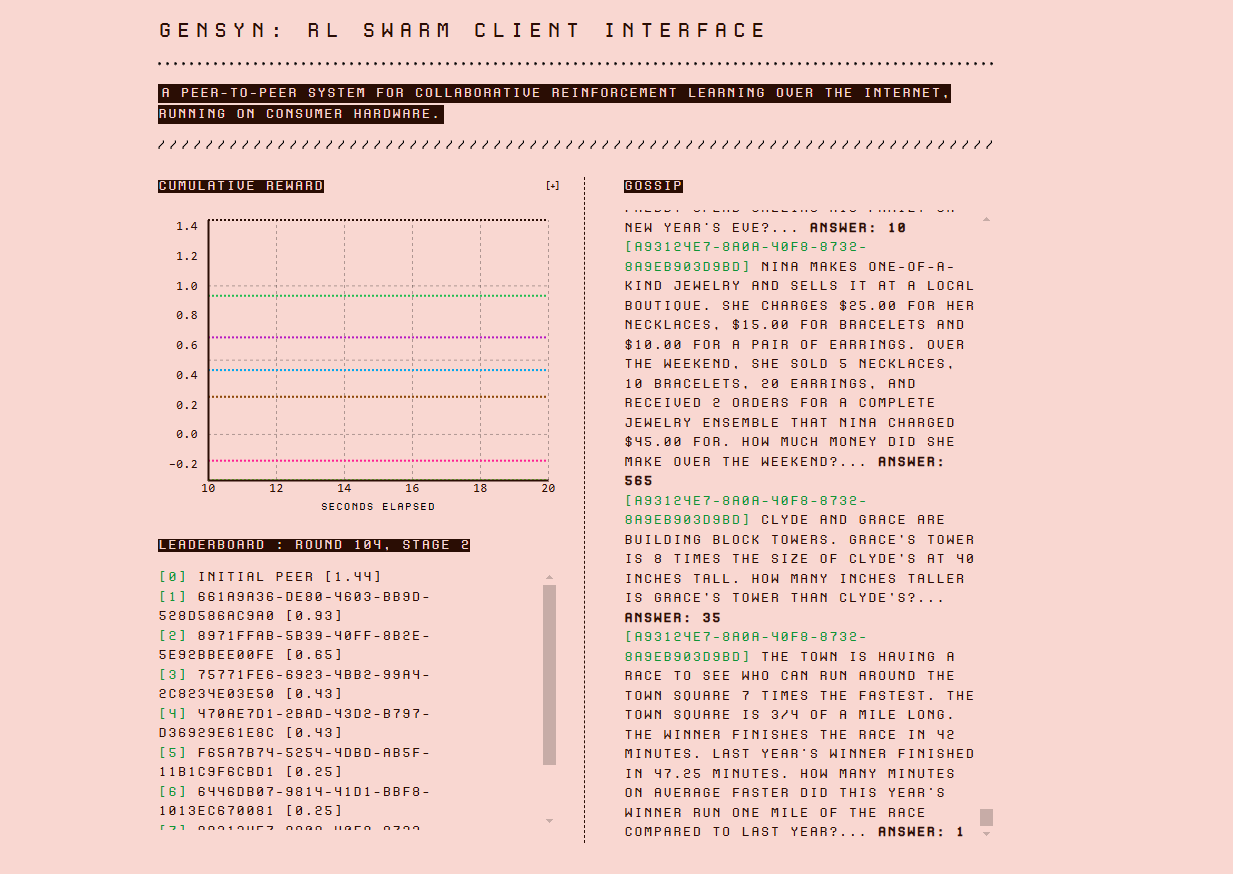 GENSYN: RL SWARM CLIENT INTERFACE
A PEER-TO-PEER SYSTEM FOR COLLABORATIVE REINFORCEMENT LEARNING OVER THE INTERNET,
RUNNING ON CONSUMER HARDWARE.
CUMULATIVE REWARD
[+]
1.4
1.2
1.0
0.8
0.6
0.4
0.2
0.0
-0.2
10 12 14 16 18 20
SECONDS ELAPSED
LEADERBOARD : ROUND 104, STAGE 2
[0] INITIAL PEER [1.44]
[1] 661A9A36-DE80-4603-BB9D-
528D586AC9A0 [0.93]
[2] 8971FFAB-5B39-40FF-8B2E-
5E92BBEE00FE [0.65]
[3] 75771FE6-6923-4BB2-99A4-
2C8234E03E50 [0.43]
[4] 470AE7D1-2BAD-43D2-B797-
D36929E61E8C [0.43]
[5] F65A7B74-5254-4DBD-AB5F-
11B1C9F6CBD1 [0.25]
[6] 6446DB07-9814-41D1-BBF8-
1013EC670081 [0.25]
GOSSIP
NEW YEAR'S EVE?... ANSWER: 10
[A93124E7-8A0A-40F8-8732-
8A9EB903D9BD] NINA MAKES ONE-OF-A-
KIND JEWELRY AND SELLS IT AT A LOCAL
BOUTIQUE. SHE CHARGES $25.00 FOR HER
NECKLACES, $15.00 FOR BRACELETS AND
$10.00 FOR A PAIR OF EARRINGS. OVER
THE WEEKEND, SHE SOLD 5 NECKLACES,
10 BRACELETS, 20 EARRINGS, AND
RECEIVED 2 ORDERS FOR A COMPLETE
JEWELRY ENSEMBLE THAT NINA CHARGED
$45.00 FOR. HOW MUCH MONEY DID SHE
MAKE OVER THE WEEKEND?... ANSWER:
565
[A93124E7-8A0A-40F8-8732-
8A9EB903D9BD] CLYDE AND GRACE ARE
BUILDING BLOCK TOWERS. GRACE'S TOWER
IS 8 TIMES THE SIZE OF CLYDE'S AT 40
INCHES TALL. HOW MANY INCHES TALLER
IS GRACE'S TOWER THAN CLYDE'S?...
ANSWER: 35
[A93124E7-8A0A-40F8-8732-
8A9EB903D9BD] THE TOWN IS HAVING A
RACE TO SEE WHO CAN RUN AROUND THE
TOWN SQUARE 7 TIMES THE FASTEST. THE
TOWN SQUARE IS 3/4 OF A MILE LONG.
THE WINNER FINISHES THE RACE IN 42
MINUTES. LAST YEAR'S WINNER FINISHED
IN 47.25 MINUTES. HOW MANY MINUTES
ON AVERAGE FASTER DID THIS YEAR'S
WINNER RUN ONE MILE OF THE RACE
COMPARED TO LAST YEAR?... ANSWER: 1